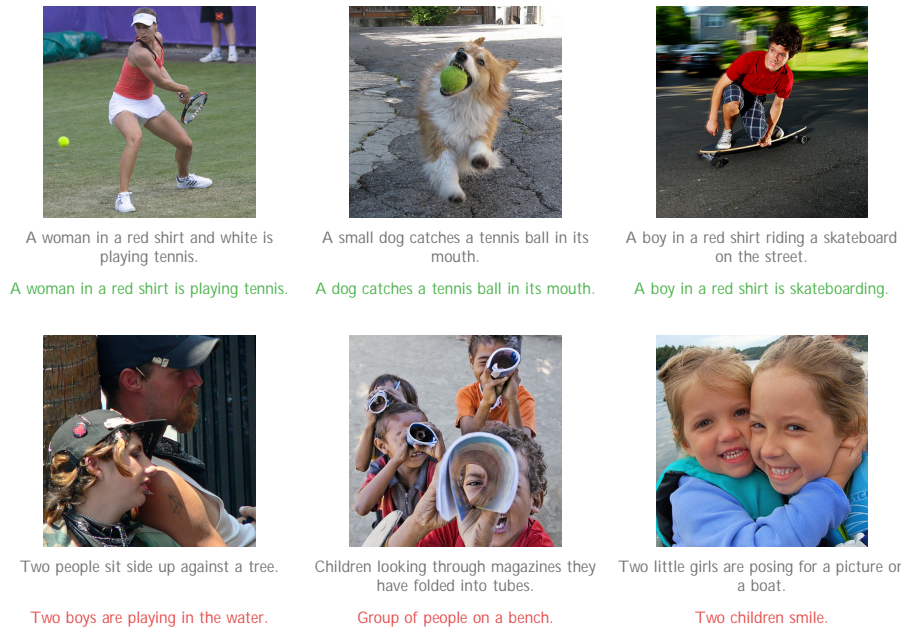 A woman in a red shirt and white is
playing tennis.
A small dog catches a tennis ball in its
mouth.
A boy in a red shirt riding a skateboard
on the street.
A woman in a red shirt is playing tennis.
A dog catches a tennis ball in its mouth.
A boy in a red shirt is skateboarding.
Two people sit side up against a tree.
Children looking through magazines they
have folded into tubes.
Two little girls are posing for a picture or
a boat.
Two boys are playing in the water.
Group of people on a bench.
Two children smile.